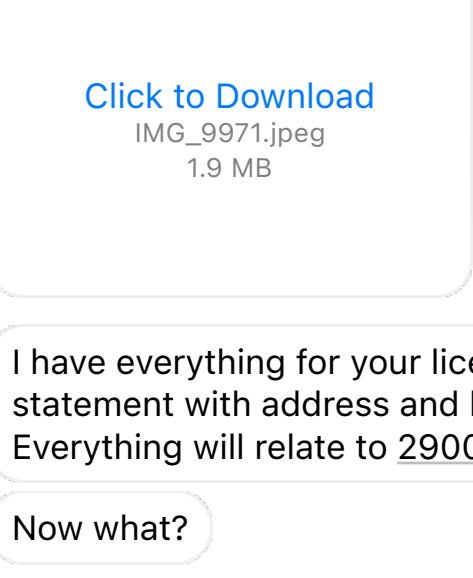 Click to Download
IMG_9971.jpeg
1.9 MB
I have everything for your
statement with address and
Everything will relate to 2900
Now what?